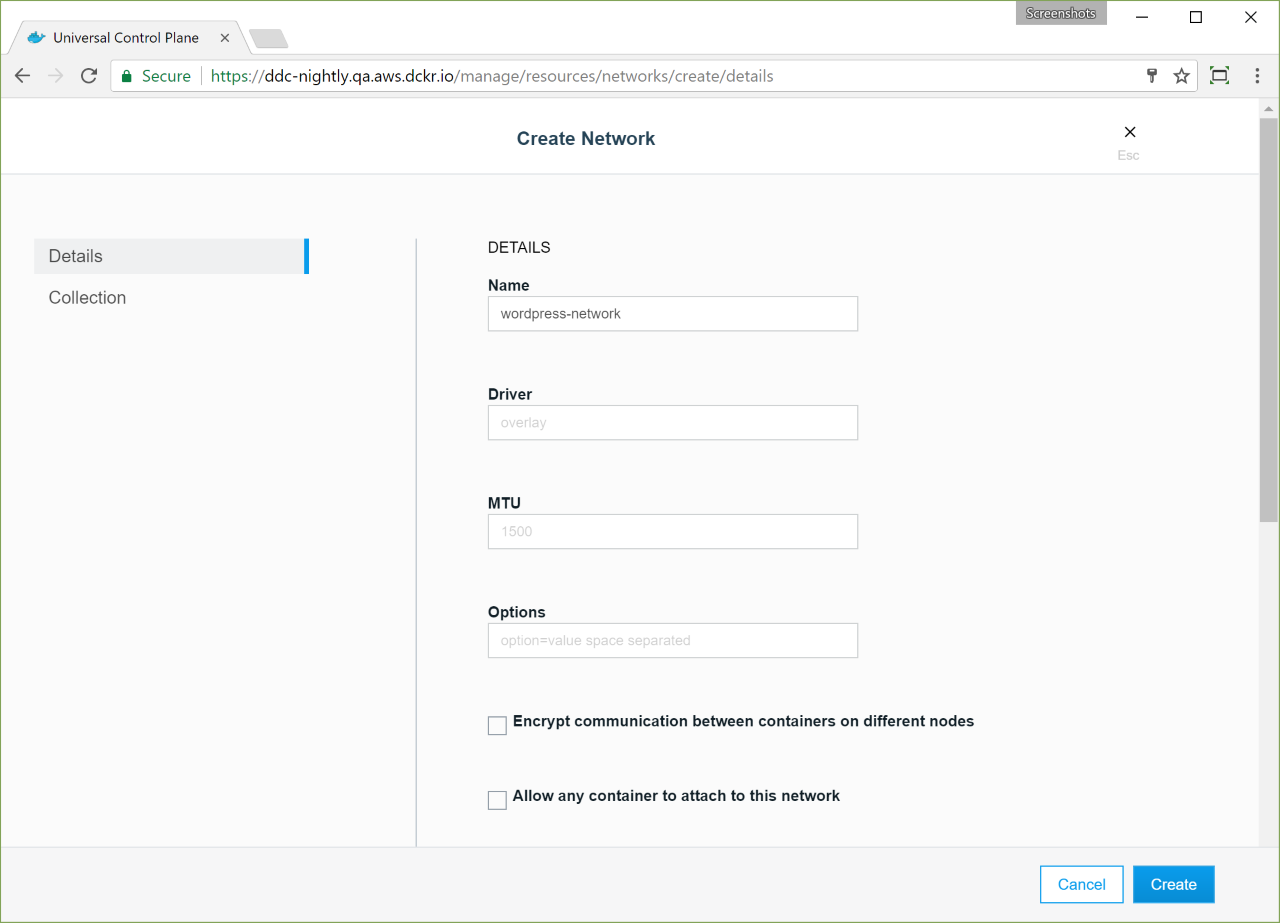 Screenshots
Universal Control Plane
Secure https://ddc-nightly.qa.aws.dckr.io/manage/resources/networks/create/details
Create Network
Esc
Details
Collection
DETAILS
Name
wordpress-network
Driver
overlay
MTU
1500
Options
option=value space separated
Encrypt communication between containers on different nodes
Allow any container to attach to this network
Cancel Create